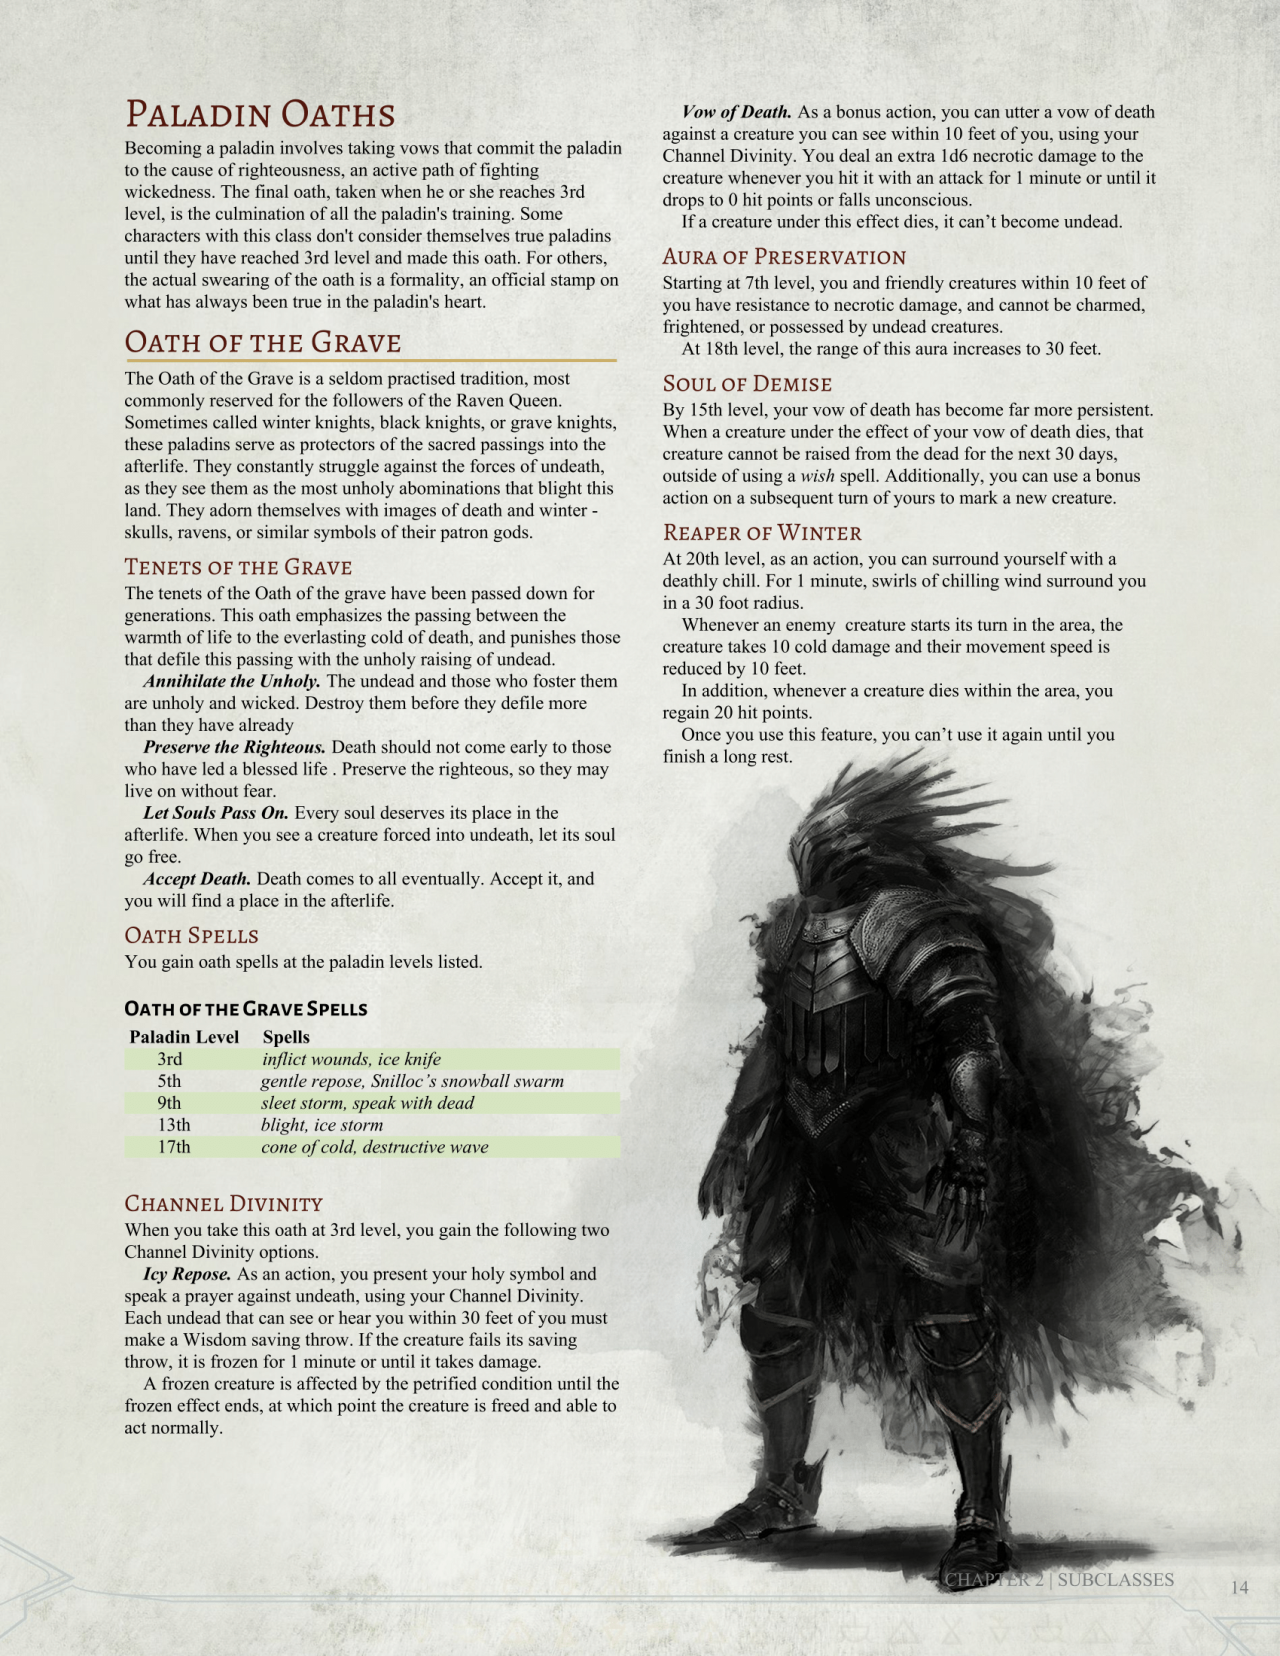 PALADIN OATHS
Becoming a paladin involves taking vows that commit the paladin
to the cause of righteousness, an active path of fighting
wickedness. The final oath, taken when he or she reaches 3rd
level, is the culmination of all the paladin's training. Some
characters with this class don't consider themselves true paladins
until they have reached 3rd level and made this oath. For others,
the actual swearing of the oath is a formality, an official stamp on
what has always been true in the paladin's heart.
OATH OF THE GRAVE
The Oath of the Grave is a seldom practised tradition, most
commonly reserved for the followers of the Raven Queen.
Sometimes called winter knights, black knights, or grave knights,
these paladins serve as protectors of the sacred passings into the
afterlife. They constantly struggle against the forces of undeath,
as they see them as the most unholy abominations that blight this
land. They adorn themselves with images of death and winter -
skulls, ravens, or similar symbols of their patron gods.
TENETS OF THE GRAVE
The tenets of the Oath of the grave have been passed down for
generations. This oath emphasizes the passing between the
warmth of life to the everlasting cold of death, and punishes those
that defile this passing with the unholy raising of undead.
Annihilate the Unholy. The undead and those who foster them
are unholy and wicked. Destroy them before they defile more
than they have already
Preserve the Righteous. Death should not come early to those
who have led a blessed life . Preserve the righteous, so they may
live on without fear.
Let Souls Pass On. Every soul deserves its place in the
afterlife. When you see a creature forced into undeath, let its soul
go free.
Accept Death. Death comes to all eventually. Accept it, and
you will find a place in the afterlife.
OATH SPELLS
You gain oath spells at the paladin levels listed.
OATH OF THE GRAVE SPELLS
Paladin Level Spells
3rd inflict wounds, ice knife
5th gentle repose, Snilloc’s snowball swarm
9th sleet storm, speak with dead
13th blight, ice storm
17th cone of cold, destructive wave
CHANNEL DIVINITY
When you take this oath at 3rd level, you gain the following two
Channel Divinity options.
Icy Repose. As an action, you present your holy symbol and
speak a prayer against undeath, using your Channel Divinity.
Each undead that can see or hear you within 30 feet of you must
make a Wisdom saving throw. If the creature fails its saving
throw, it is frozen for 1 minute or until it takes damage.
A frozen creature is affected by the petrified condition until the
frozen effect ends, at which point the creature is freed and able to
act normally.
Vow of Death. As a bonus action, you can utter a vow of death
against a creature you can see within 10 feet of you, using your
Channel Divinity. You deal an extra 1d6 necrotic damage to the
creature whenever you hit it with an attack for 1 minute or until it
drops to 0 hit points or falls unconscious.
If a creature under this effect dies, it can’t become undead.
AURA OF PRESERVATION
Starting at 7th level, you and friendly creatures within 10 feet of
you have resistance to necrotic damage, and cannot be charmed,
frightened, or possessed by undead creatures.
At 18th level, the range of this aura increases to 30 feet.
SOUL OF DEMISE
By 15th level, your vow of death has become far more persistent.
When a creature under the effect of your vow of death dies, that
creature cannot be raised from the dead for the next 30 days,
outside of using a wish spell. Additionally, you can use a bonus
action on a subsequent turn of yours to mark a new creature.
REAPER OF WINTER
At 20th level, as an action, you can surround yourself with a
deathly chill. For 1 minute, swirls of chilling wind surround you
in a 30 foot radius.
Whenever an enemy creature starts its turn in the area, the
creature takes 10 cold damage and their movement speed is
reduced by 10 feet.
In addition, whenever a creature dies within the area, you
regain 20 hit points.
Once you use this feature, you can’t use it again until you
finish a long rest.
CHAPTER 2 | SUBCLASSES
14